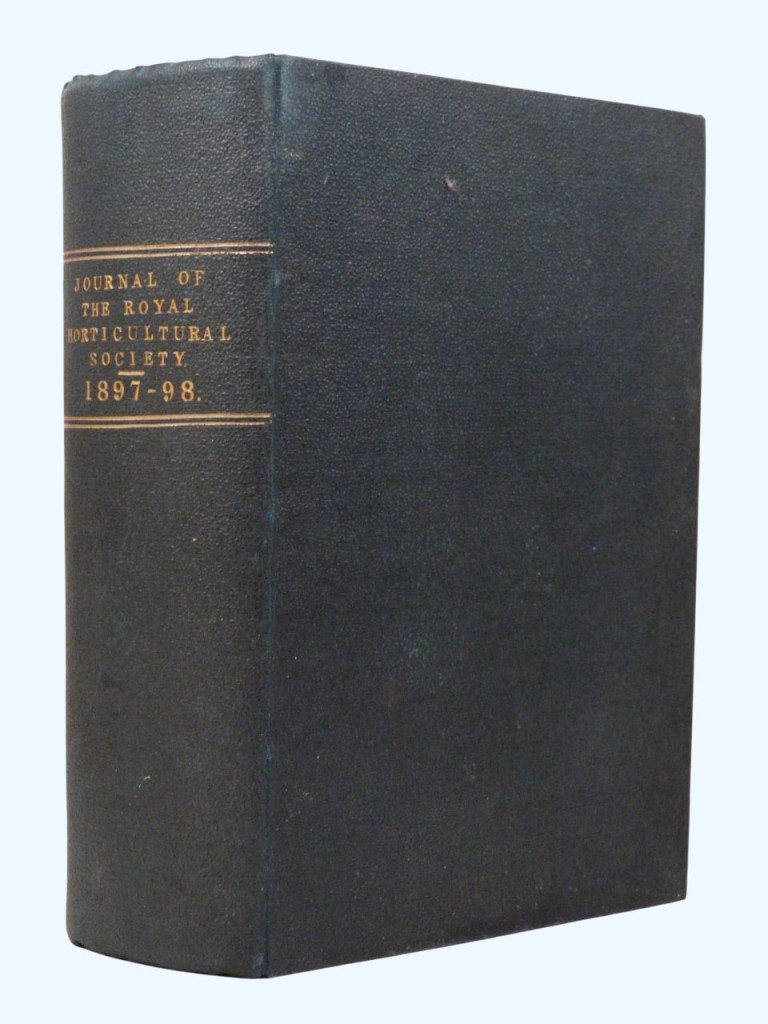 JOURNAL OF
THE ROYAL
HORTICULTURAL
SOCIETY
1897-98.